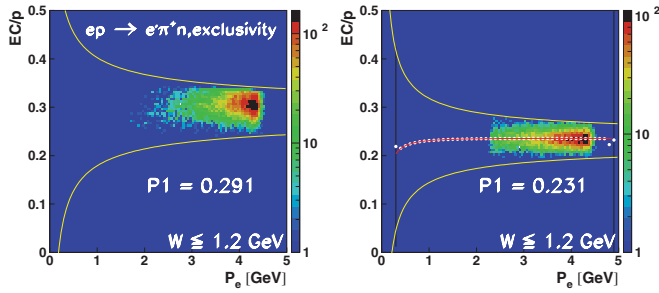 EC/p
0.5
0.4
0.3
0.2
0.1
0
0 1 2 3 4 5
P_e [GeV]
ep → e'π⁺n, exclusivity
P1 = 0.291
W ≦ 1.2 GeV
10²
10
1
EC/p
0.5
0.4
0.3
0.2
0.1
0
0 1 2 3 4 5
P_e [GeV]
P1 = 0.231
W ≦ 1.2 GeV
10²
10
1